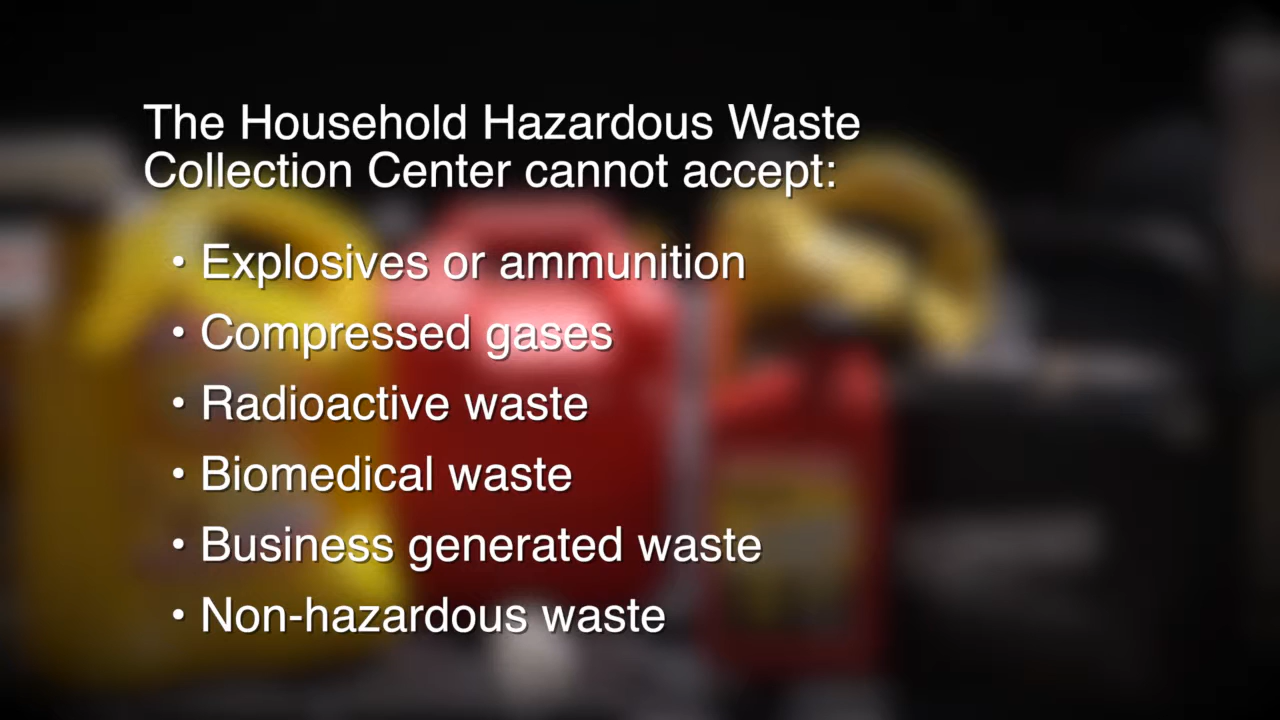 The Household Hazardous Waste
Collection Center cannot accept:
• Explosives or ammunition
• Compressed gases
• Radioactive waste
• Biomedical waste
• Business generated waste
• Non-hazardous waste